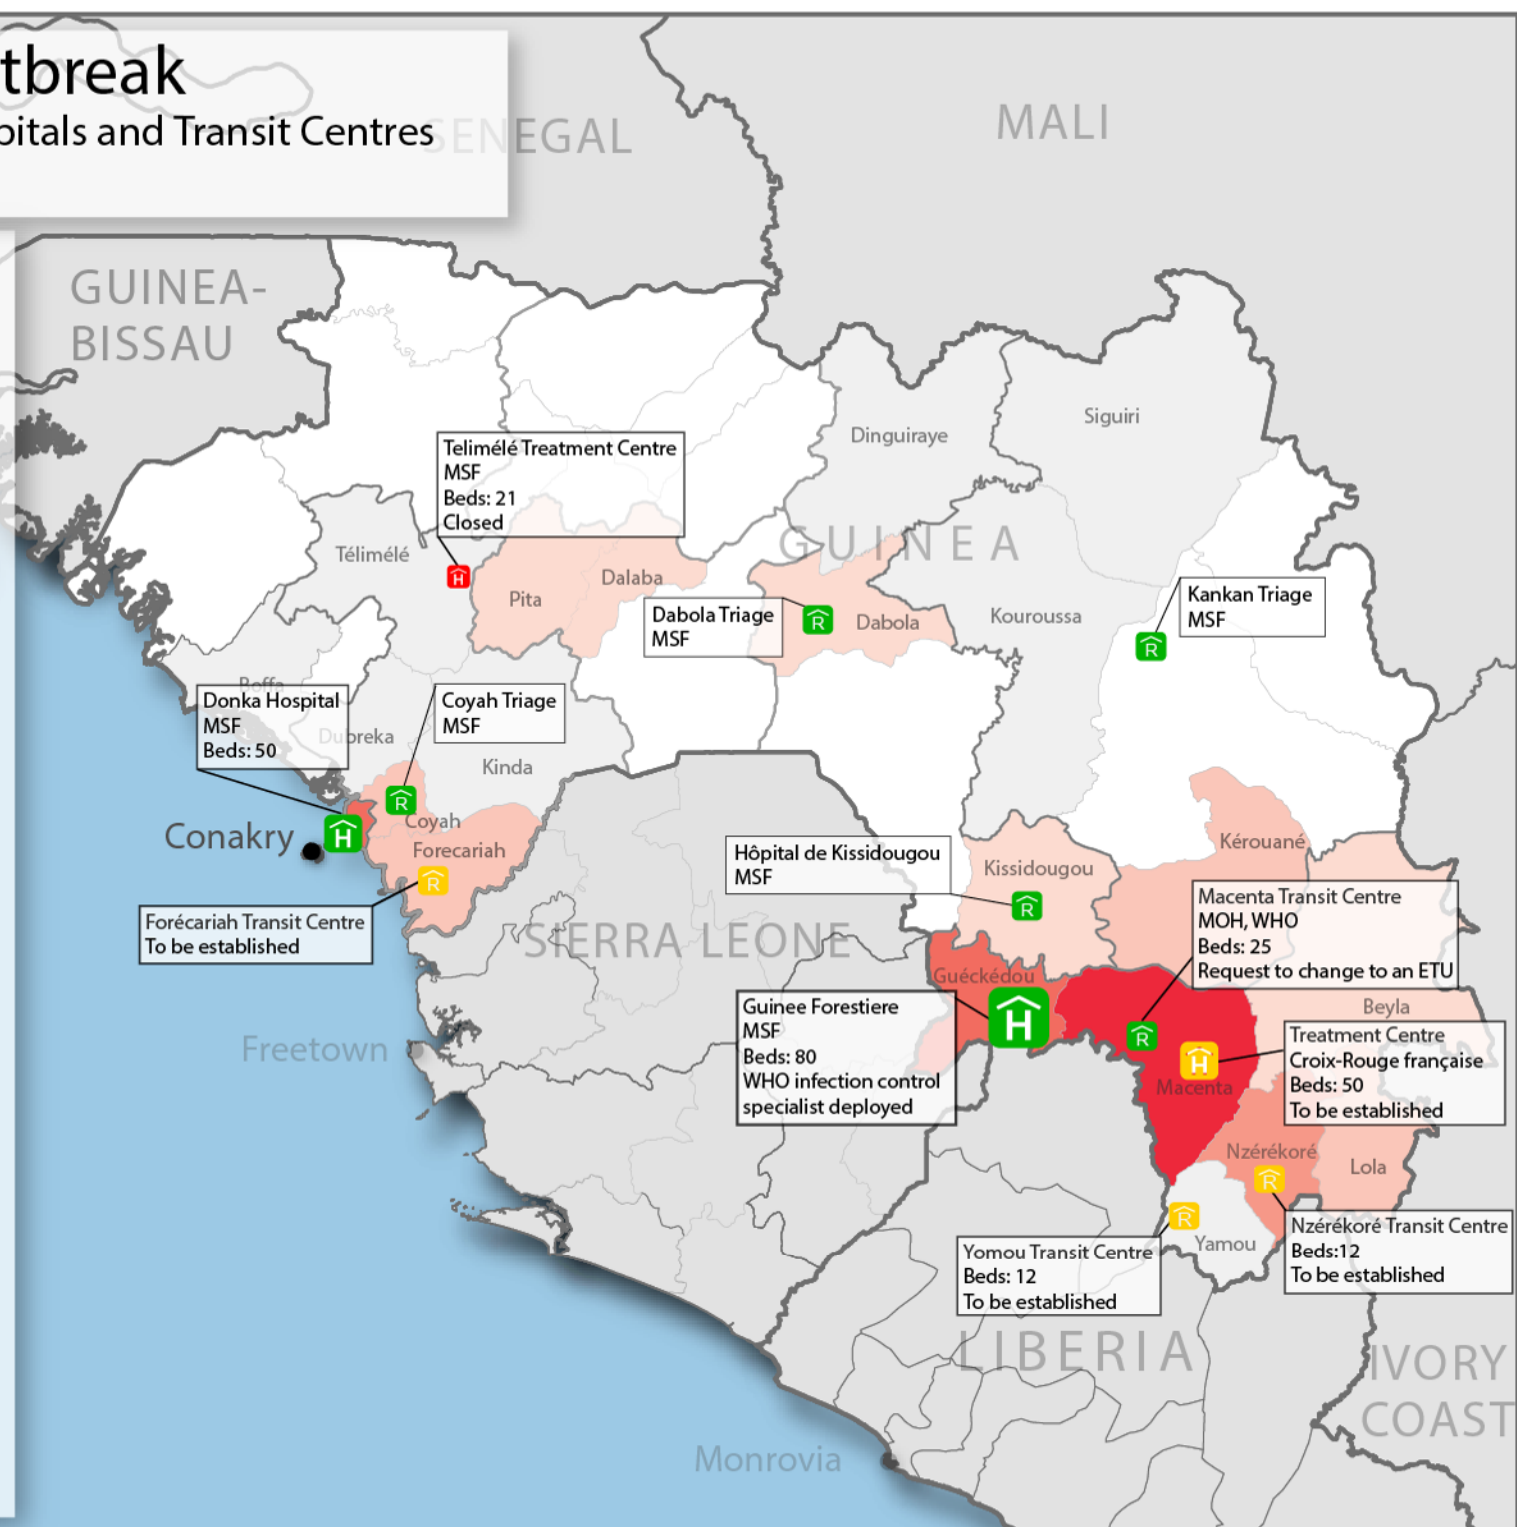 tbreak
pitals and Transit Centres
SENEGAL
MALI
GUINEA-
BISSAU
Siguiri
Dinguiraye
Telimélé Treatment Centre
MSF
Beds: 21
Closed
GUINEA
Télimélé
H
Dalaba
Pita
Kankan Triage
MSF
Dabola Triage
MSF
R
Dabola
Kouroussa
R
Boffa
Donka Hospital
MSF
Beds: 50
Coyah Triage
MSF
Dubreka
Kinda
R
Coyah
Conakry
H
Forecariah
R
Kérouané
Hôpital de Kissidougou
MSF
Kissidougou
R
Macenta Transit Centre
MOH, WHO
Beds: 25
Request to change to an ETU
Forécariah Transit Centre
To be established
SIERRA LEONE
Guéckédou
Guinee Forestiere
MSF
Beds: 80
WHO infection control
specialist deployed
H
Beyla
R
Treatment Centre
Croix-Rouge française
Beds: 50
To be established
H
Macenta
Freetown
Nzérékoré
Lola
R
R
Yamou
Nzérékoré Transit Centre
Beds:12
To be established
Yomou Transit Centre
Beds: 12
To be established
LIBERIA
IVORY
COAST
Monrovia